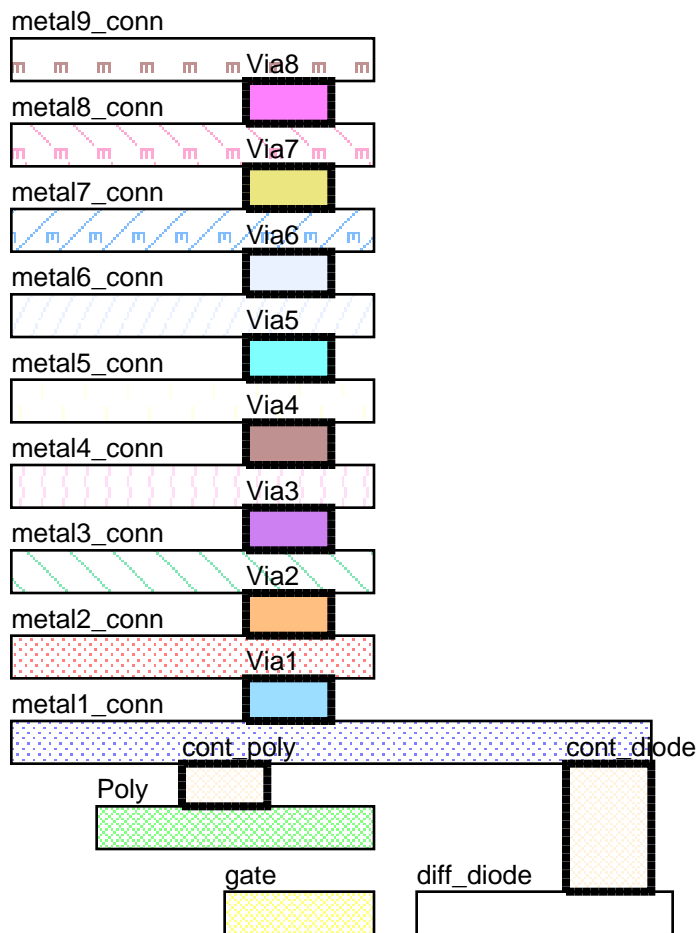 metal9_conn
Via8
metal8_conn
Via7
metal7_conn
Via6
metal6_conn
Via5
metal5_conn
Via4
metal4_conn
Via3
metal3_conn
Via2
metal2_conn
Via1
metal1_conn
cont_poly cont_diode
Poly
gate diff_diode